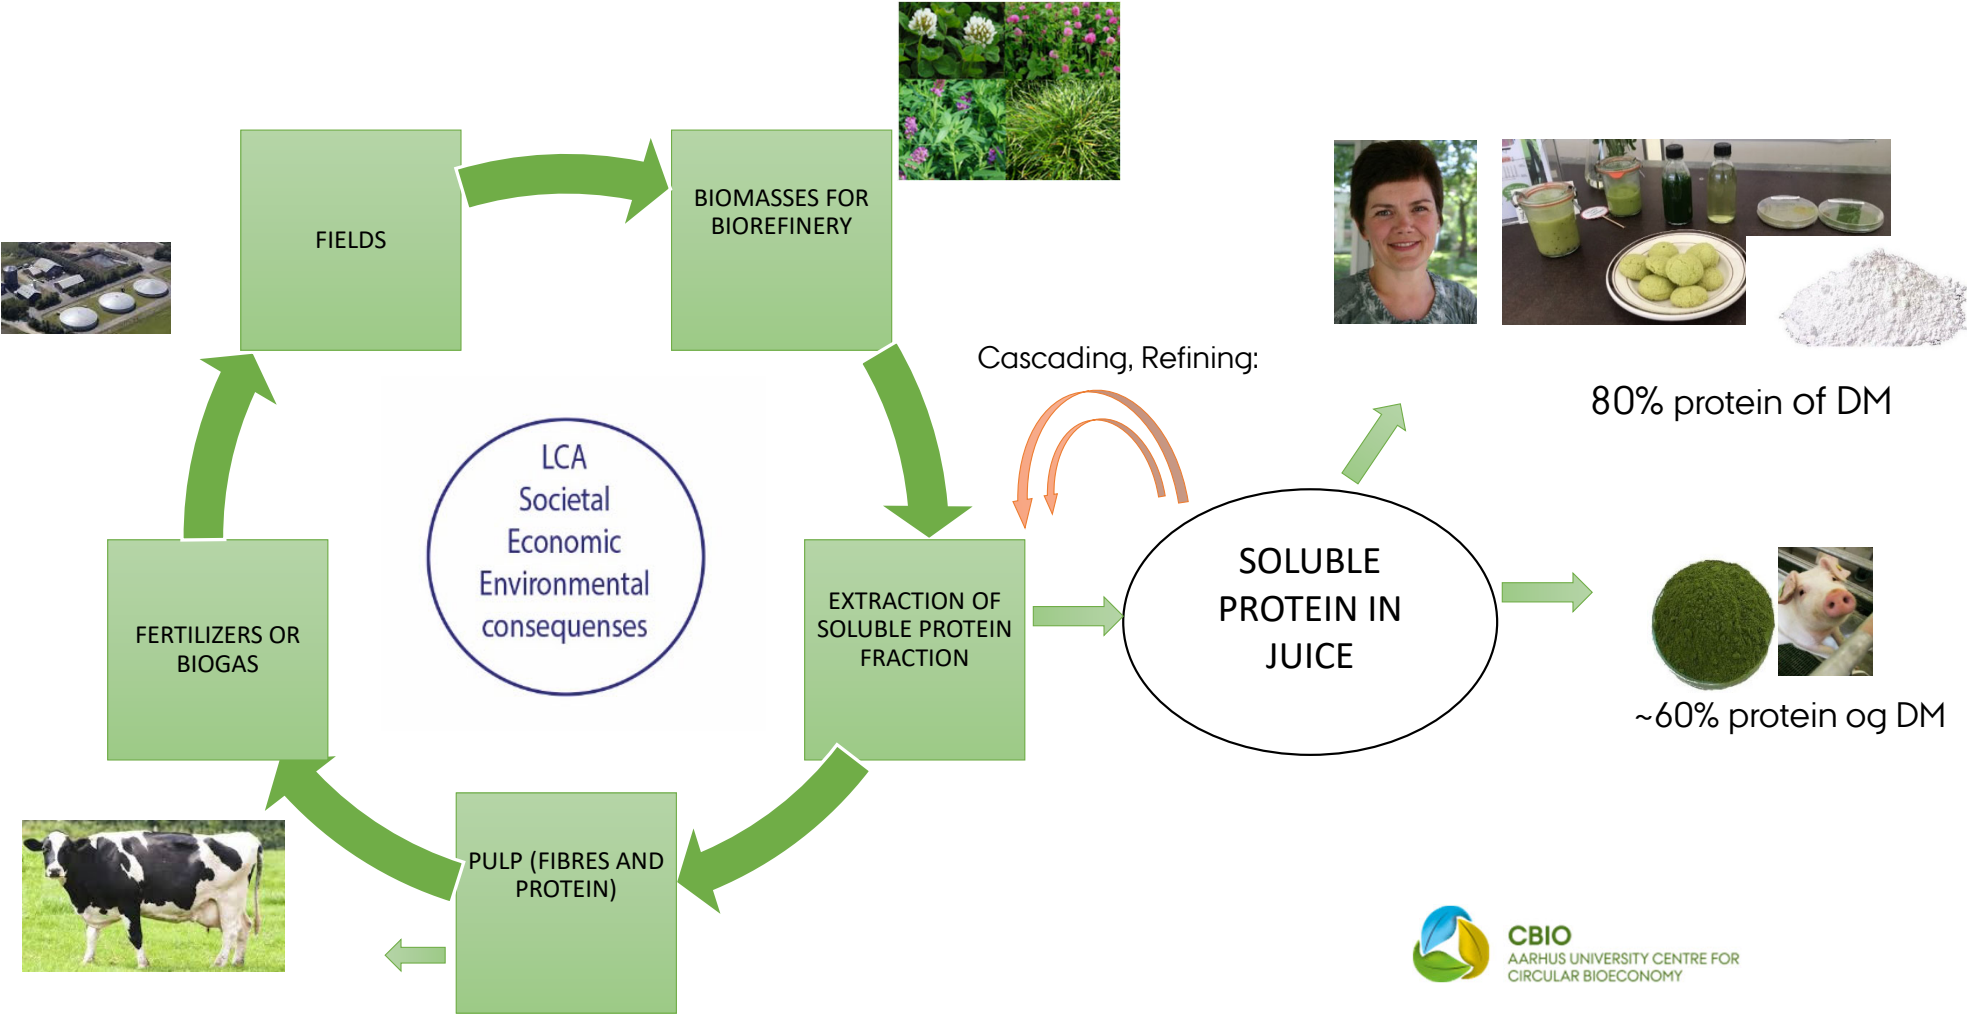 FIELDS
BIOMASSES FOR
BIOREFINERY
Cascading, Refining:
80% protein of DM
LCA
Societal
Economic
Environmental
consequenses
SOLUBLE
PROTEIN IN
JUICE
EXTRACTION OF
SOLUBLE PROTEIN
FRACTION
FERTILIZERS OR
BIOGAS
~60% protein og DM
PULP (FIBRES AND
PROTEIN)
CBIO
AARHUS UNIVERSITY CENTRE FOR
CIRCULAR BIOECONOMY